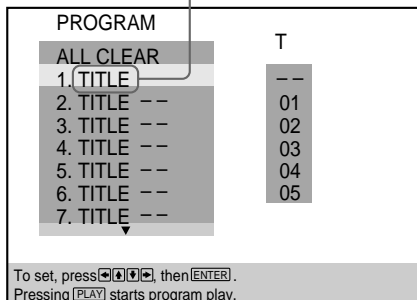 PROGRAM
T
ALL CLEAR
1. TITLE
– –
2. TITLE – –
01
3. TITLE – –
02
4. TITLE – –
03
5. TITLE – –
04
6. TITLE – –
05
7. TITLE – –
To set, press ←↑↓→, then ENTER.
Pressing PLAY starts program play.